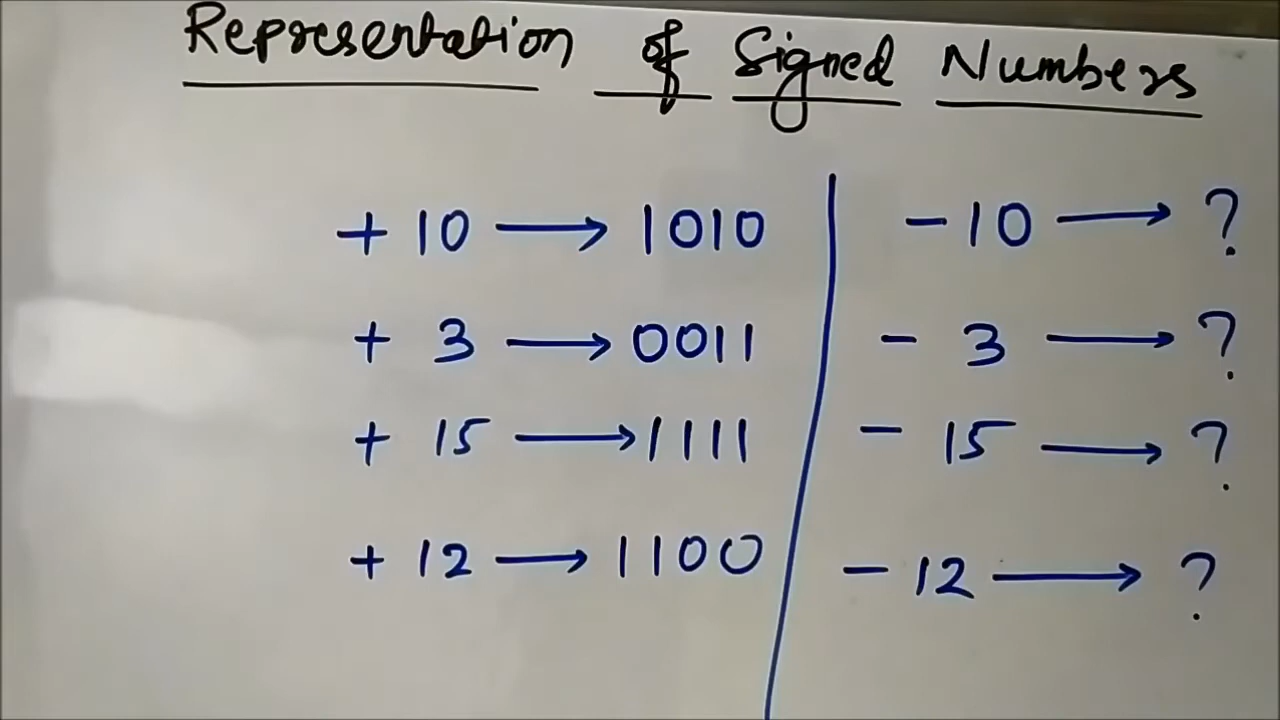 Representation of Signed Numbers
+ 10 → 1010
- 10 → ?
+ 3 → 0011
- 3 → ?
+ 15 → 1111
- 15 → ?
+ 12 → 1100
- 12 → ?